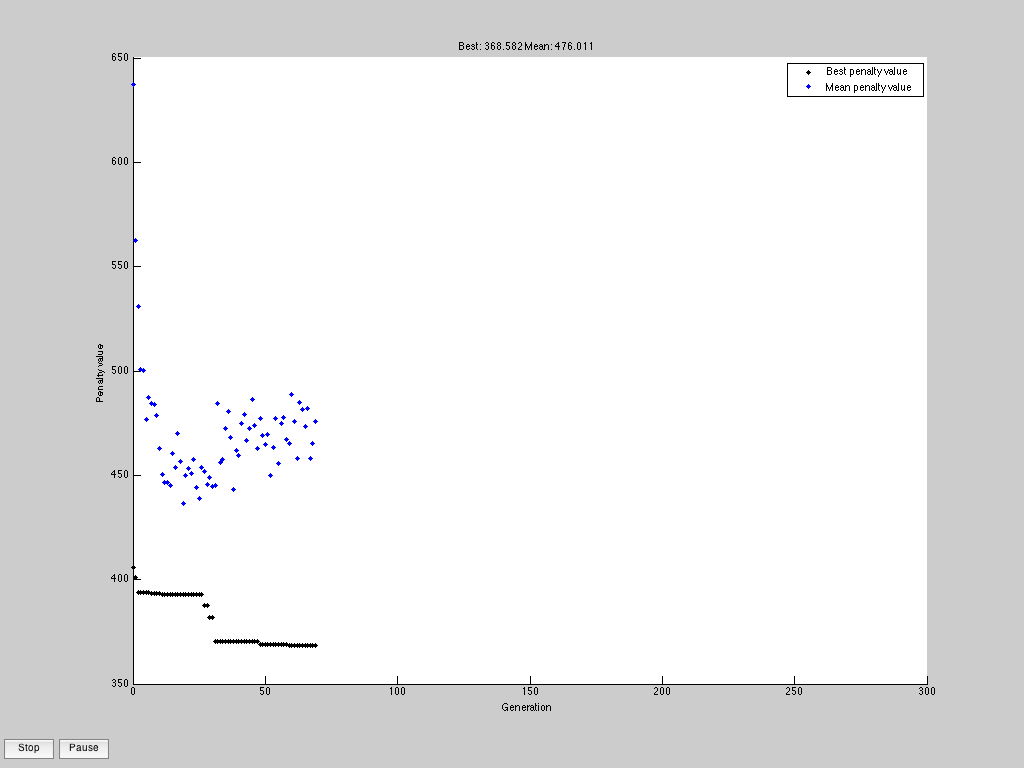 Best: 368.582 Mean: 476.011
650
Best penalty value
Mean penalty value
600
550
500
Penalty value
450
400
350
0 50 100 150 200 250 300
Generation
Stop Pause